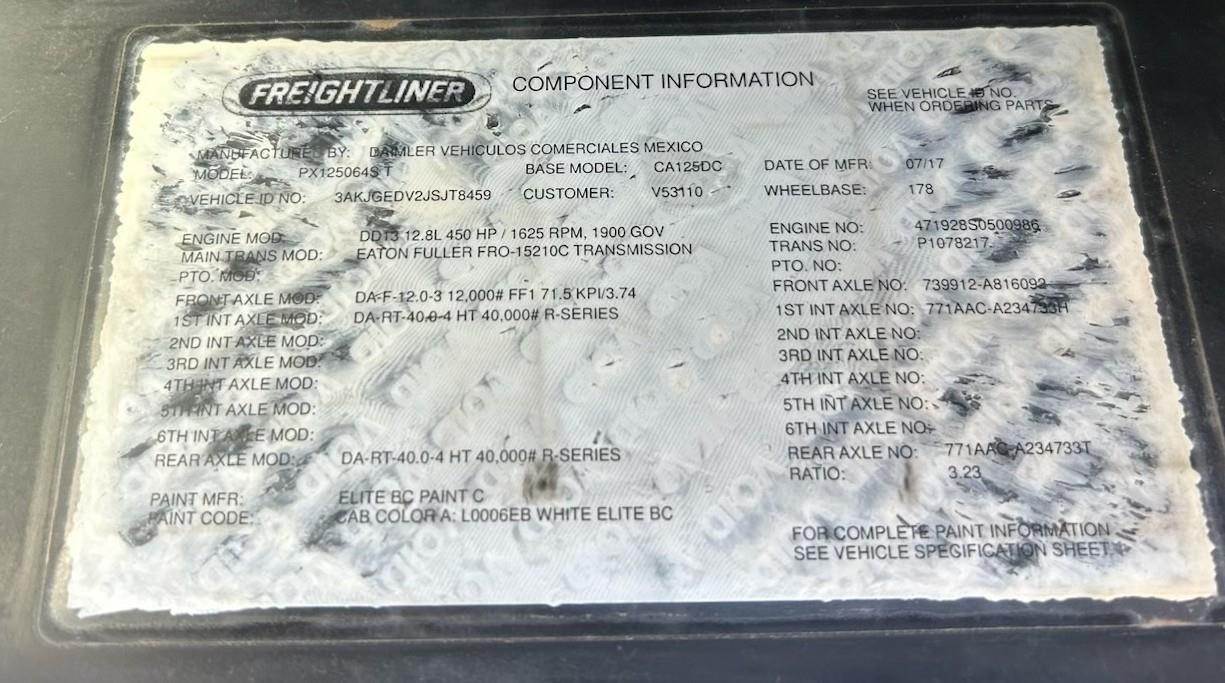 FREIGHTLINER COMPONENT INFORMATION
SEE VEHICLE ID NO.
WHEN ORDERING PARTS
MANUFACTURED BY: DAIMLER VEHICULOS COMERCIALES MEXICO
MODEL: PX125064S T BASE MODEL: CA125DC DATE OF MFR: 07/17
VEHICLE ID NO: 3AKJGEDV2JSJT8459 CUSTOMER: V53110 WHEELBASE: 178
ENGINE MOD: DD13 12.8L 450 HP / 1625 RPM, 1900 GOV ENGINE NO: 471928S0500986
MAIN TRANS MOD: EATON FULLER FRO-15210C TRANSMISSION TRANS NO: P1078217
PTO. MOD: PTO. NO:
FRONT AXLE MOD: DA-F-12.0-3 12,000# FF1 71.5 KPI/3.74 FRONT AXLE NO: 739912-A816092
1ST INT AXLE MOD: DA-RT-40.0-4 HT 40,000# R-SERIES 1ST INT AXLE NO: 771AAC-A234733H
2ND INT AXLE MOD: 2ND INT AXLE NO:
3RD INT AXLE MOD: 3RD INT AXLE NO:
4TH INT AXLE MOD: 4TH INT AXLE NO:
5TH INT AXLE MOD: 5TH INT AXLE NO:
6TH INT AXLE MOD: 6TH INT AXLE NO:
REAR AXLE MOD: DA-RT-40.0-4 HT 40,000# R-SERIES REAR AXLE NO: 771AAC-A234733T
RATIO: 3.23
PAINT MFR: ELITE BC PAINT C
PAINT CODE: CAB COLOR A: L0006EB WHITE ELITE BC
FOR COMPLETE PAINT INFORMATION
SEE VEHICLE SPECIFICATION SHEET.